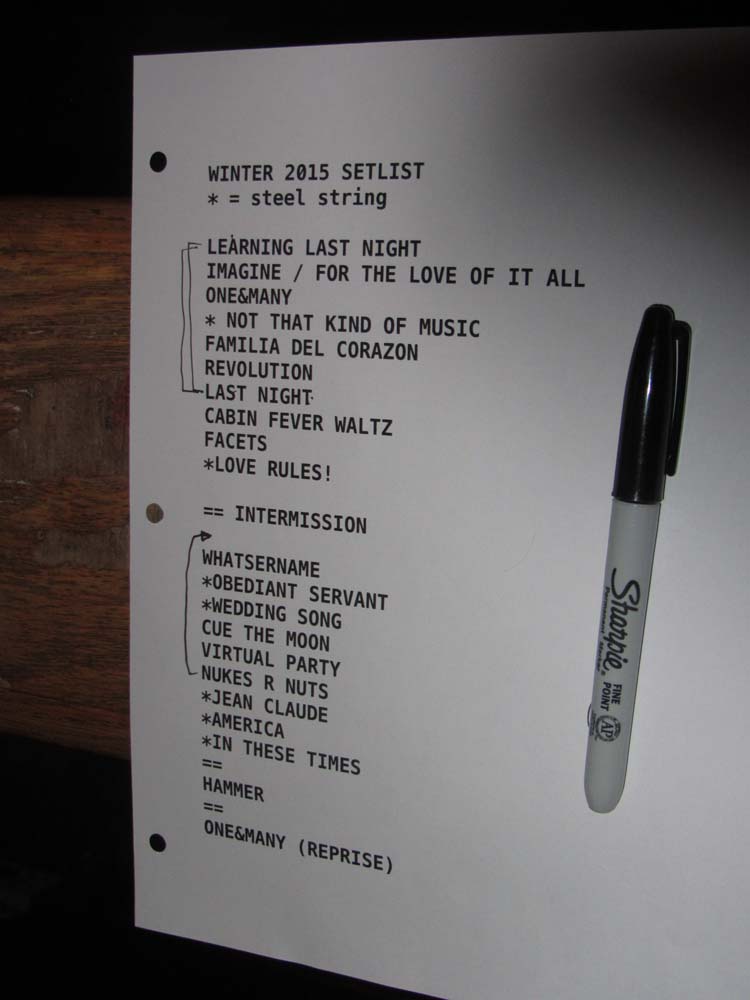 WINTER 2015 SETLIST
* = steel string
LEARNING LAST NIGHT
IMAGINE / FOR THE LOVE OF IT ALL
ONE&MANY
* NOT THAT KIND OF MUSIC
FAMILIA DEL CORAZON
REVOLUTION
LAST NIGHT
CABIN FEVER WALTZ
FACETS
*LOVE RULES!
== INTERMISSION
WHATSERNAME
*OBEDIANT SERVANT
*WEDDING SONG
CUE THE MOON
VIRTUAL PARTY
NUKES R NUTS
*JEAN CLAUDE
*AMERICA
*IN THESE TIMES
==
HAMMER
==
ONE&MANY (REPRISE)
Sharpie
Permanent Marker
FINE
POINT
AP